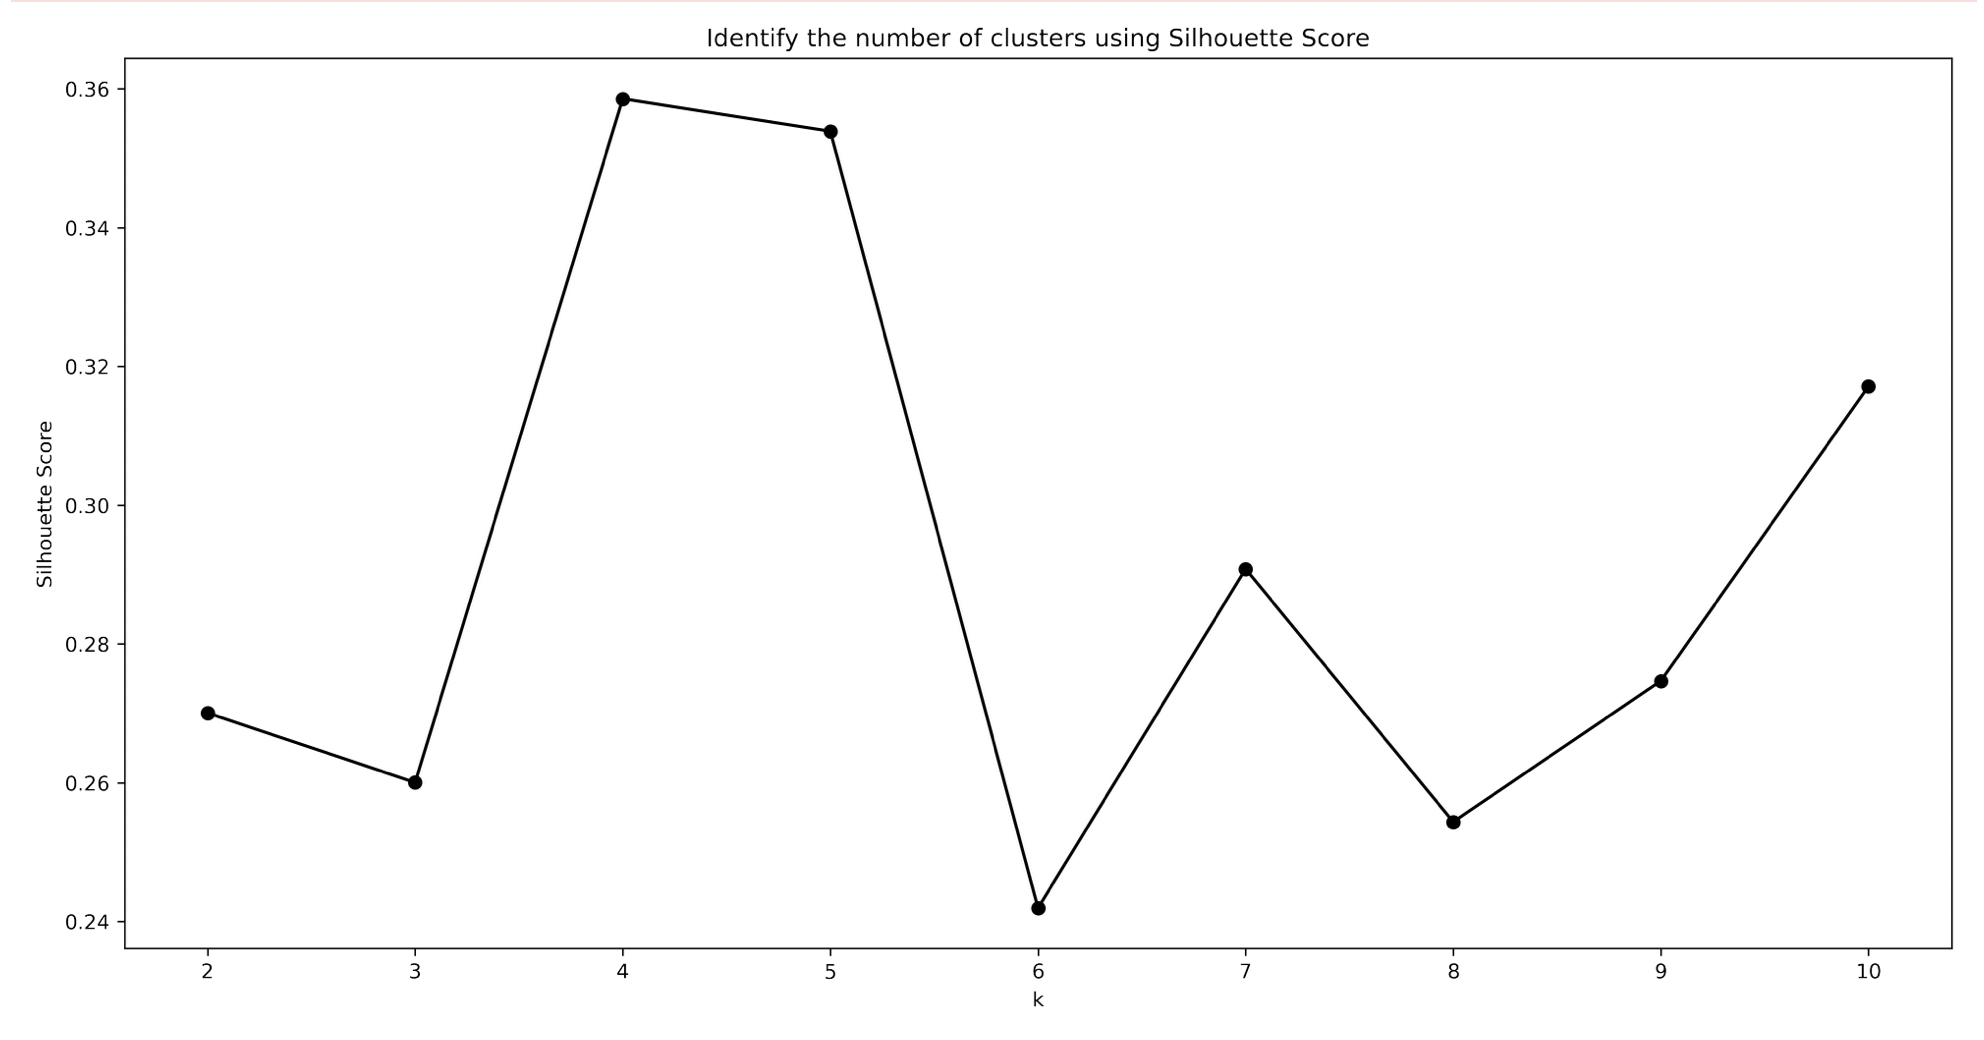 Identify the number of clusters using Silhouette Score
0.36
0.34
0.32
0.30
0.28
0.26
0.24
Silhouette Score
2 3 4 5 6 7 8 9 10
k